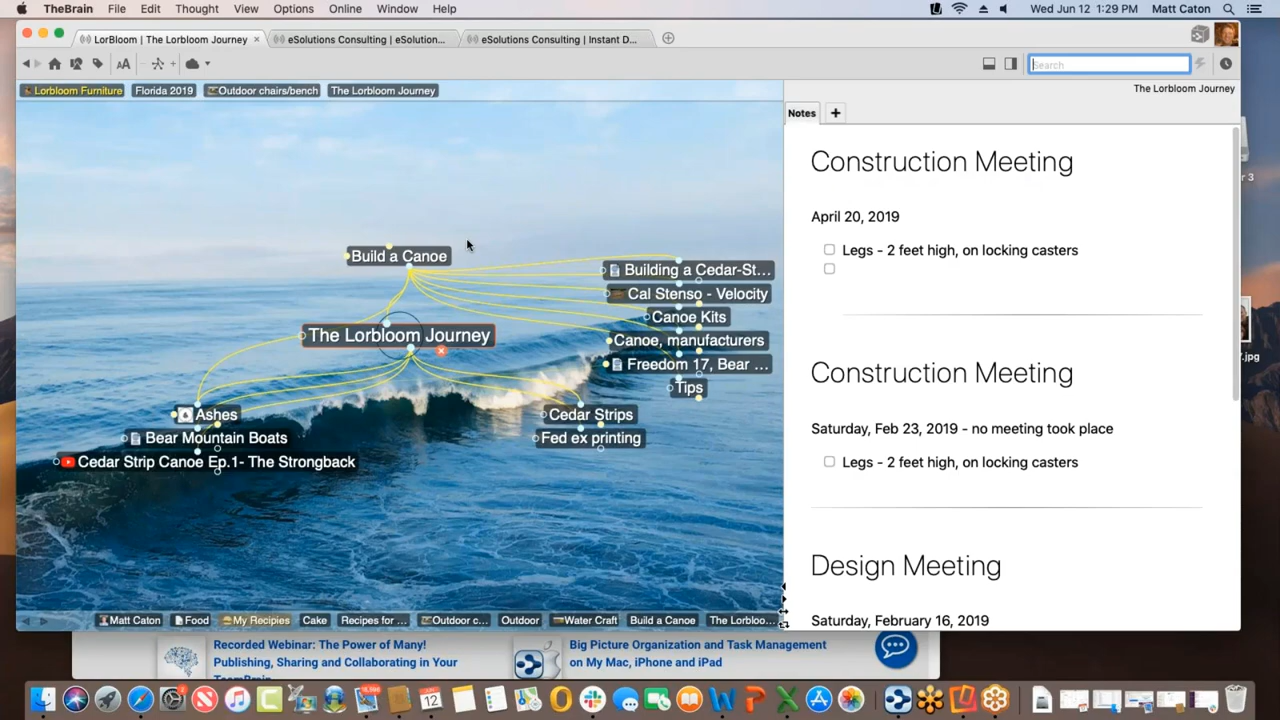 TheBrain File Edit Thought View Options Online Window Help Wed Jun 12 1:29 PM Matt Caton
LorBloom | The Lorbloom Journey eSolutions Consulting | eSolution... eSolutions Consulting | Instant D...
AA
Search
Lorbloom Furniture Florida 2019 Outdoor chairs/bench The Lorbloom Journey
The Lorbloom Journey
Notes
Construction Meeting
April 20, 2019
Legs - 2 feet high, on locking casters
Construction Meeting
Saturday, Feb 23, 2019 - no meeting took place
Legs - 2 feet high, on locking casters
Design Meeting
Saturday, February 16, 2019
Build a Canoe
The Lorbloom Journey
Building a Cedar-St...
Cal Stenso - Velocity
Canoe Kits
Canoe, manufacturers
Freedom 17, Bear ...
Tips
Ashes
Bear Mountain Boats
Cedar Strip Canoe Ep.1- The Strongback
Cedar Strips
Fed ex printing
Matt Caton Food My Recipies Cake Recipes for ... Outdoor c... Outdoor Water Craft Build a Canoe The Lorbloo...
Recorded Webinar: The Power of Many!
Publishing, Sharing and Collaborating in Your
TeamBrain
Big Picture Organization and Task Management
on My Mac, iPhone and iPad